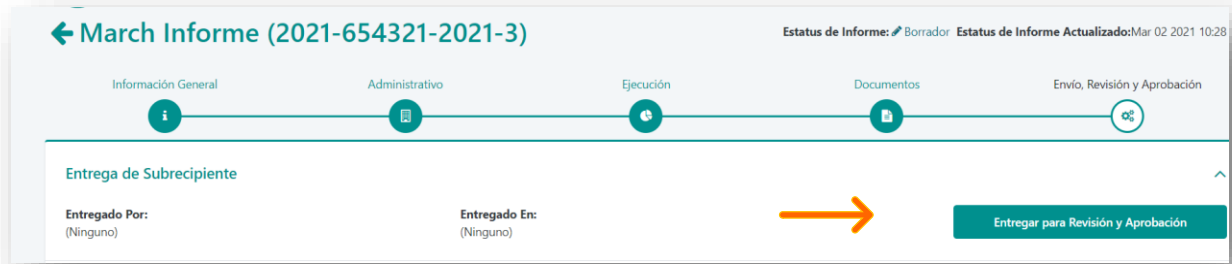 March Informe (2021-654321-2021-3)
Estatus de Informe: Borrador Estatus de Informe Actualizado:Mar 02 2021 10:28
Información General
Administrativo
Ejecución
Documentos
Envío, Revisión y Aprobación
Entrega de Subrecipiente
Entregado Por:
(Ninguno)
Entregado En:
(Ninguno)
Entregar para Revisión y Aprobación